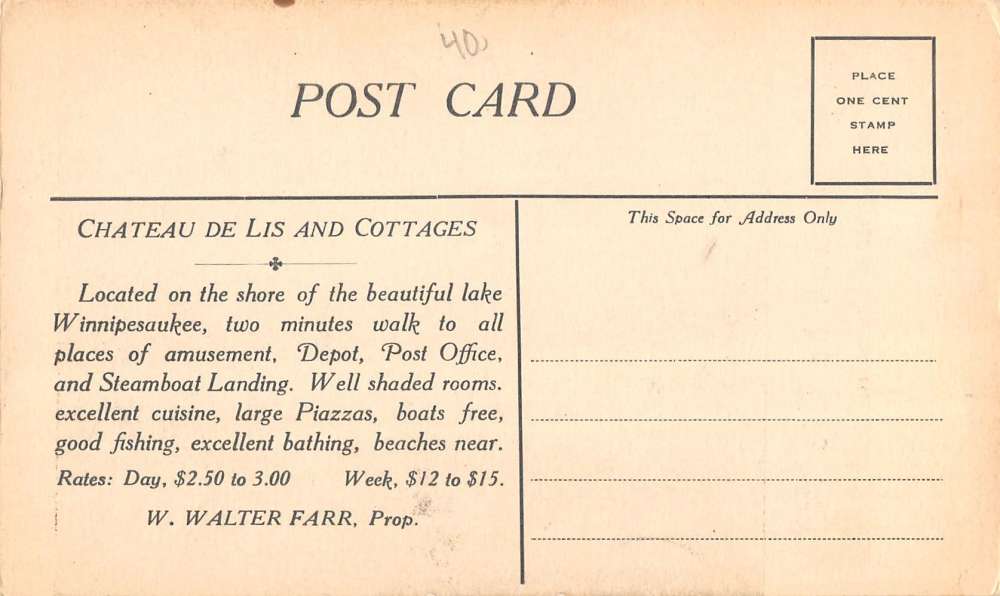 40
POST CARD
PLACE
ONE CENT
STAMP
HERE
CHATEAU DE LIS AND COTTAGES
Located on the shore of the beautiful lake
Winnipesaukee, two minutes walk to all
places of amusement, Depot, Post Office,
and Steamboat Landing. Well shaded rooms.
excellent cuisine, large Piazzas, boats free,
good fishing, excellent bathing, beaches near.
Rates: Day, $2.50 to 3.00 Week, $12 to $15.
W. WALTER FARR, Prop.
This Space for Address Only